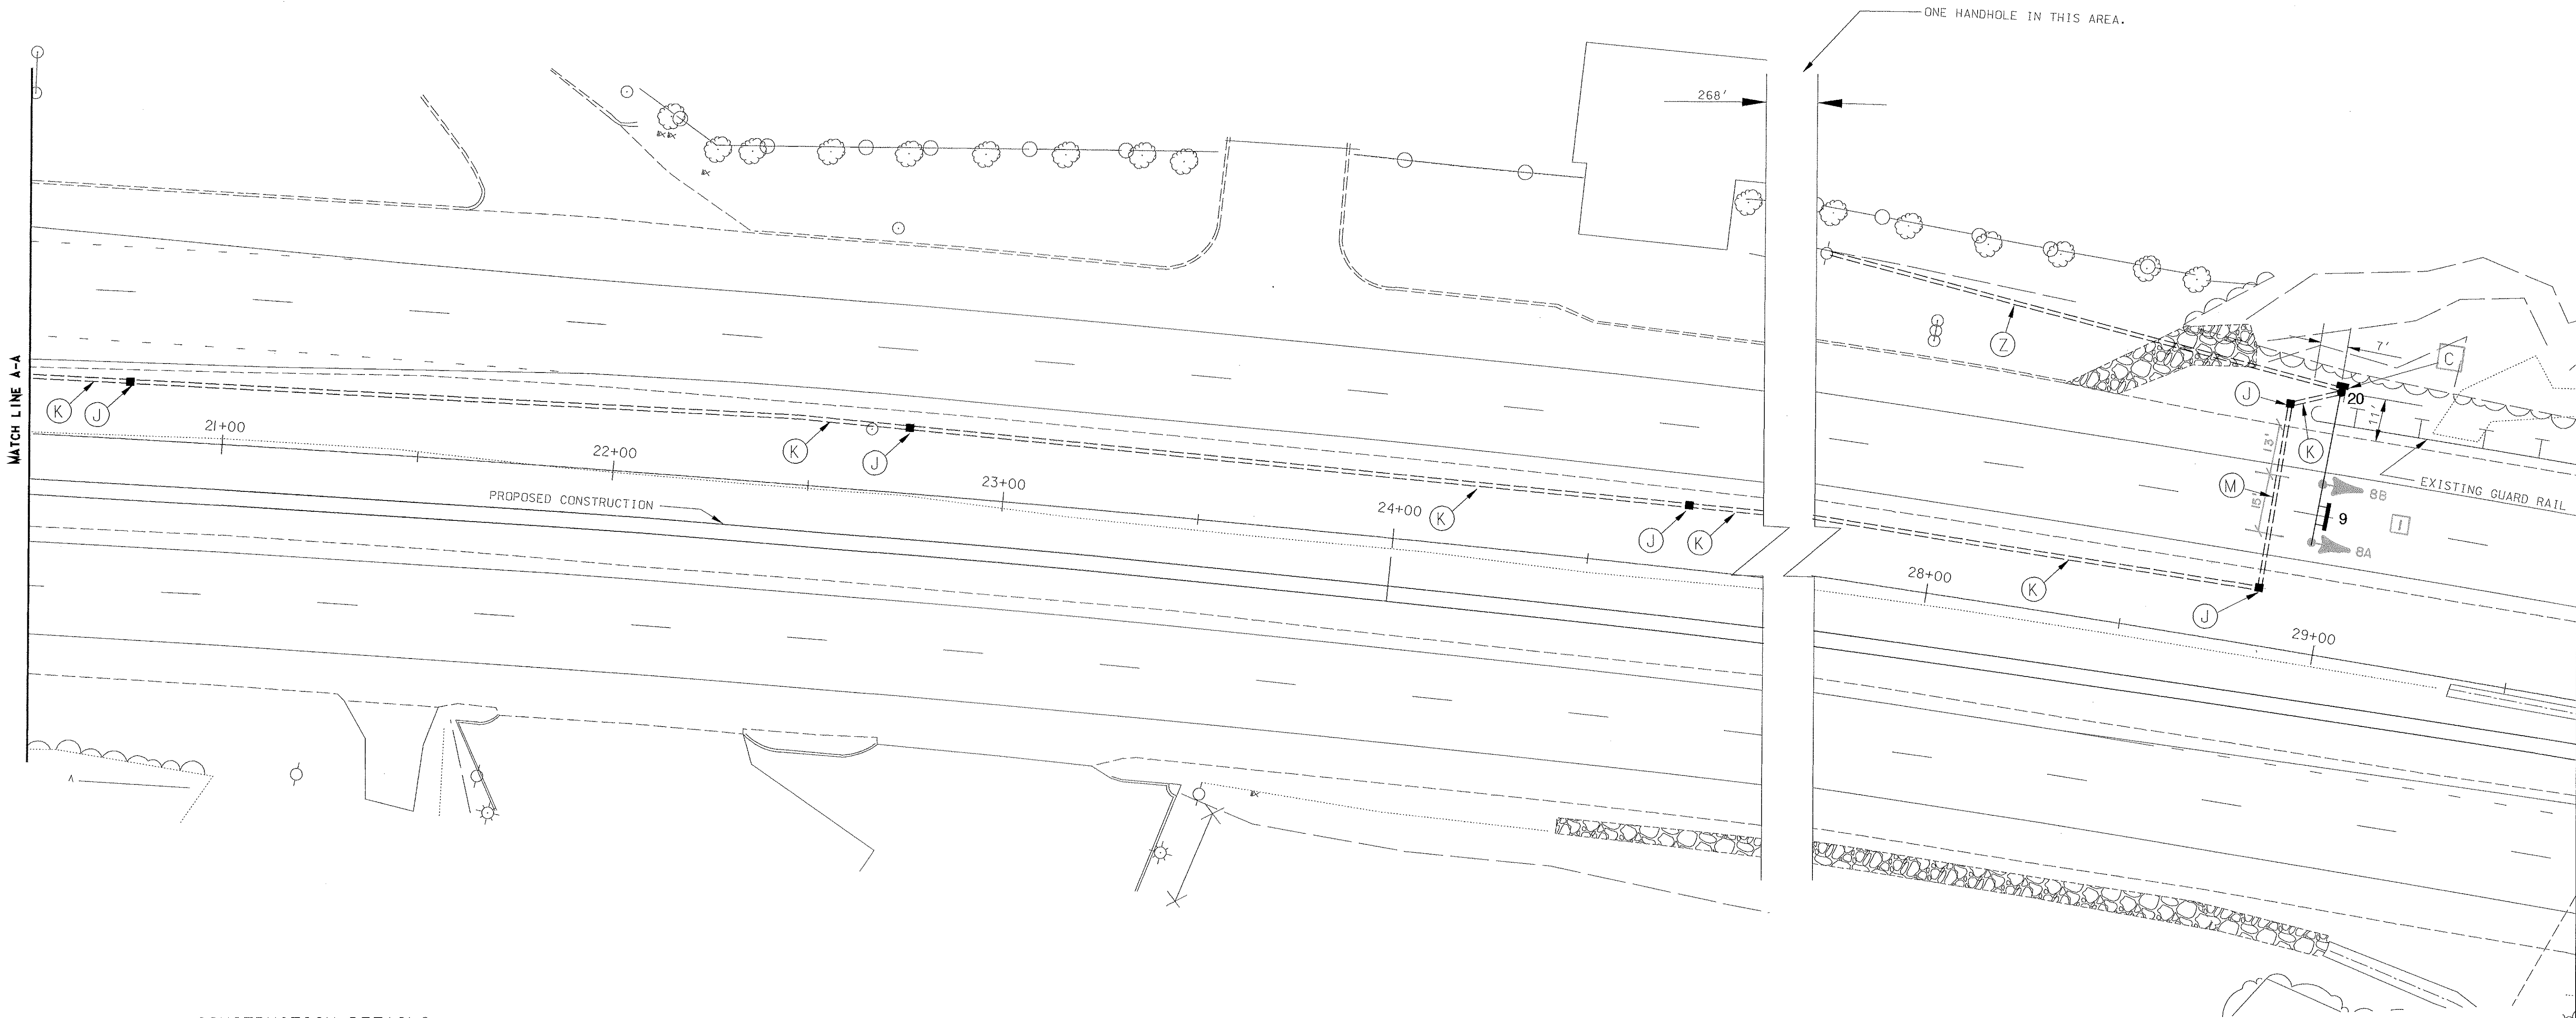 ONE HANDHOLE IN THIS AREA.
268'
MATCH LINE A-A
K
J
21+00
22+00
PROPOSED CONSTRUCTION
K
J
23+00
24+00
K
J
K
Z
7'
C
J
20
11'
K
13'
M
15'
8B
9
I
8A
EXISTING GUARD RAIL
28+00
K
J
29+00